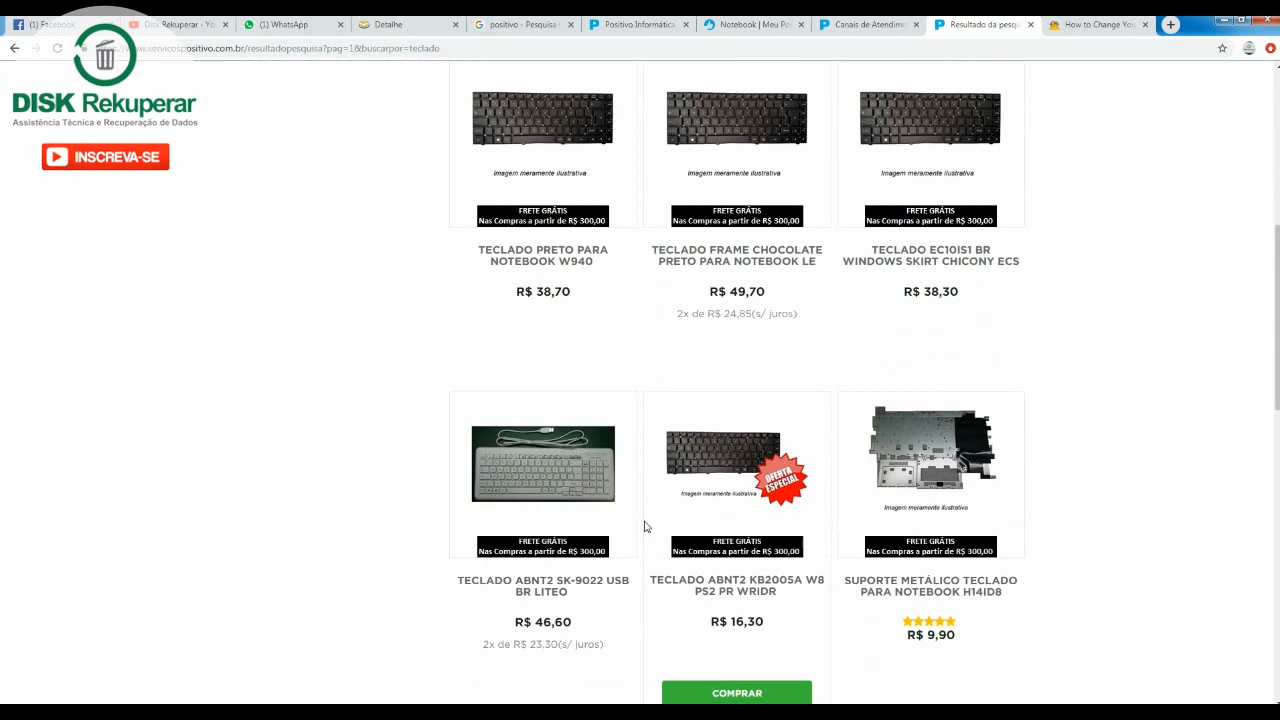 (1) Facebook
Disk Rekuperar - You
(1) WhatsApp
Detalhe
positivo - Pesquisa
Positivo Informática
Notebook | Meu Po
Canais de Atendime
Resultado da pesqu
How to Change You
.servicospositivo.com.br/resultadopesquisa?pag=1&buscarpor=teclado
DISK Rekuperar
Assistência Técnica e Recuperação de Dados
INSCREVA-SE
Imagem meramente ilustrativa
Imagem meramente ilustrativa
Imagem meramente ilustrativa
FRETE GRÁTIS
Nas Compras a partir de R$ 300,00
FRETE GRÁTIS
Nas Compras a partir de R$ 300,00
FRETE GRÁTIS
Nas Compras a partir de R$ 300,00
TECLADO PRETO PARA
NOTEBOOK W940
R$ 38,70
TECLADO FRAME CHOCOLATE
PRETO PARA NOTEBOOK LE
R$ 49,70
2x de R$ 24,85(s/ juros)
TECLADO EC10IS1 BR
WINDOWS SKIRT CHICONY ECS
R$ 38,30
OFERTA
ESPECIAL
Imagem meramente ilustrativa
Imagem meramente ilustrativa
FRETE GRÁTIS
Nas Compras a partir de R$ 300,00
FRETE GRÁTIS
Nas Compras a partir de R$ 300,00
FRETE GRÁTIS
Nas Compras a partir de R$ 300,00
TECLADO ABNT2 SK-9022 USB
BR LITEO
R$ 46,60
2x de R$ 23,30(s/ juros)
TECLADO ABNT2 KB2005A W8
PS2 PR WRIDR
R$ 16,30
COMPRAR
SUPORTE METÁLICO TECLADO
PARA NOTEBOOK H14ID8
R$ 9,90